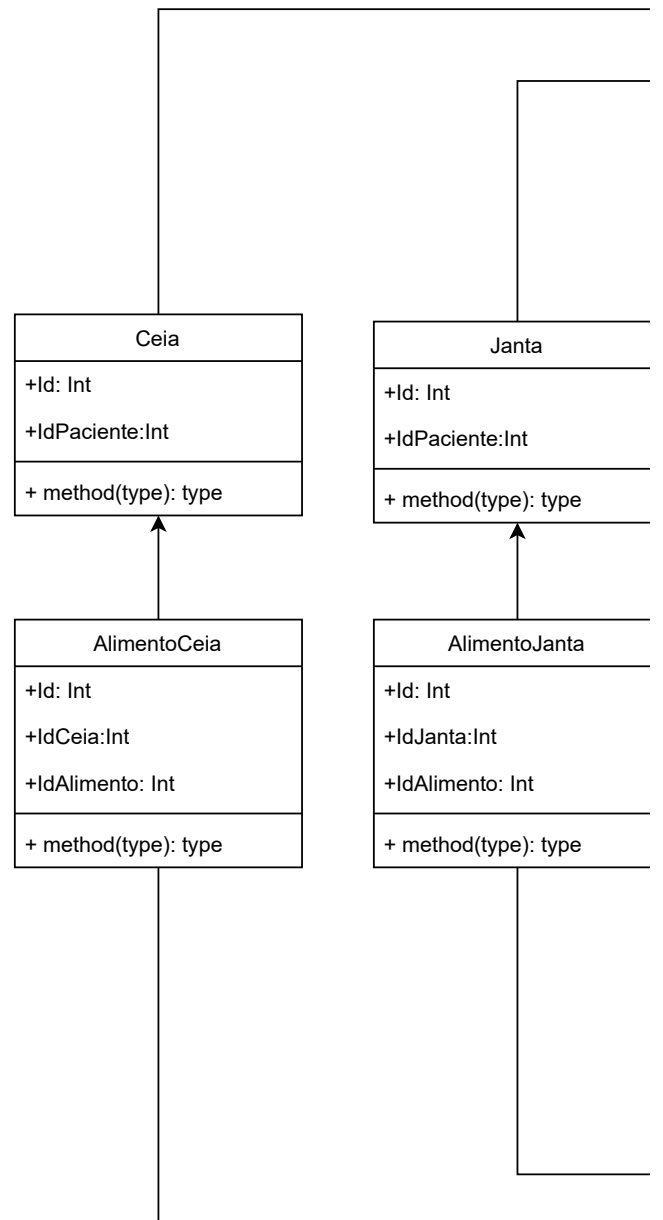 Ceia
+Id: Int
+IdPaciente:Int
+ method(type): type
Janta
+Id: Int
+IdPaciente:Int
+ method(type): type
AlimentoCeia
+Id: Int
+IdCeia:Int
+IdAlimento: Int
+ method(type): type
AlimentoJanta
+Id: Int
+IdJanta:Int
+IdAlimento: Int
+ method(type): type